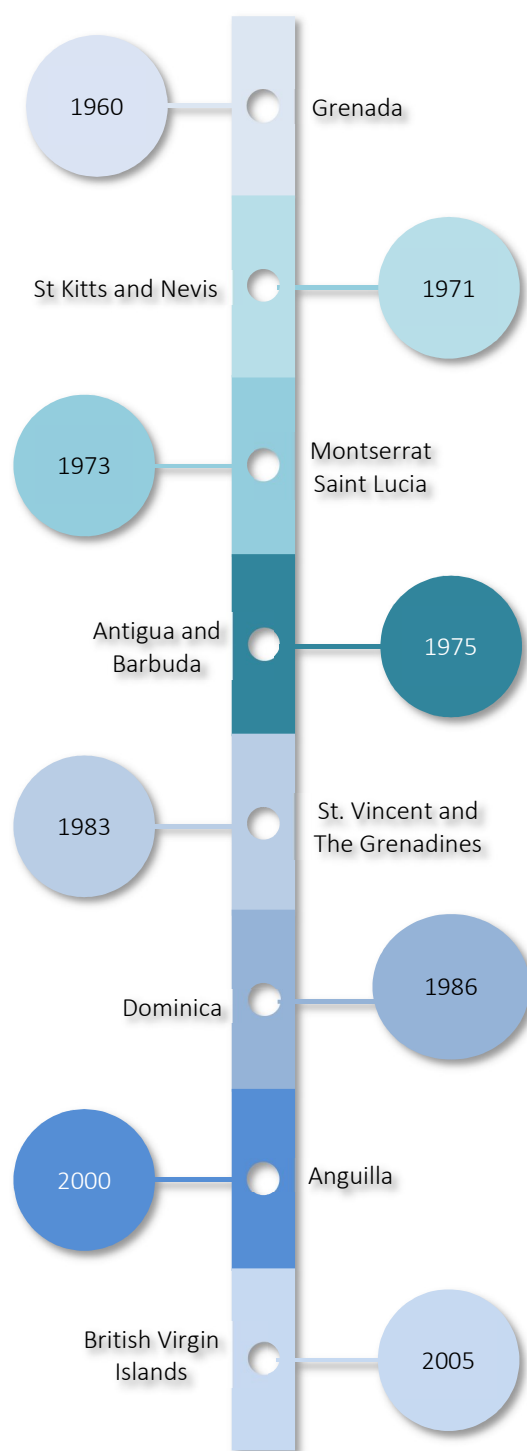 1960
Grenada
St Kitts and Nevis
1971
1973
Montserrat
Saint Lucia
Antigua and
Barbuda
1975
1983
St. Vincent and
The Grenadines
Dominica
1986
2000
Anguilla
British Virgin
Islands
2005